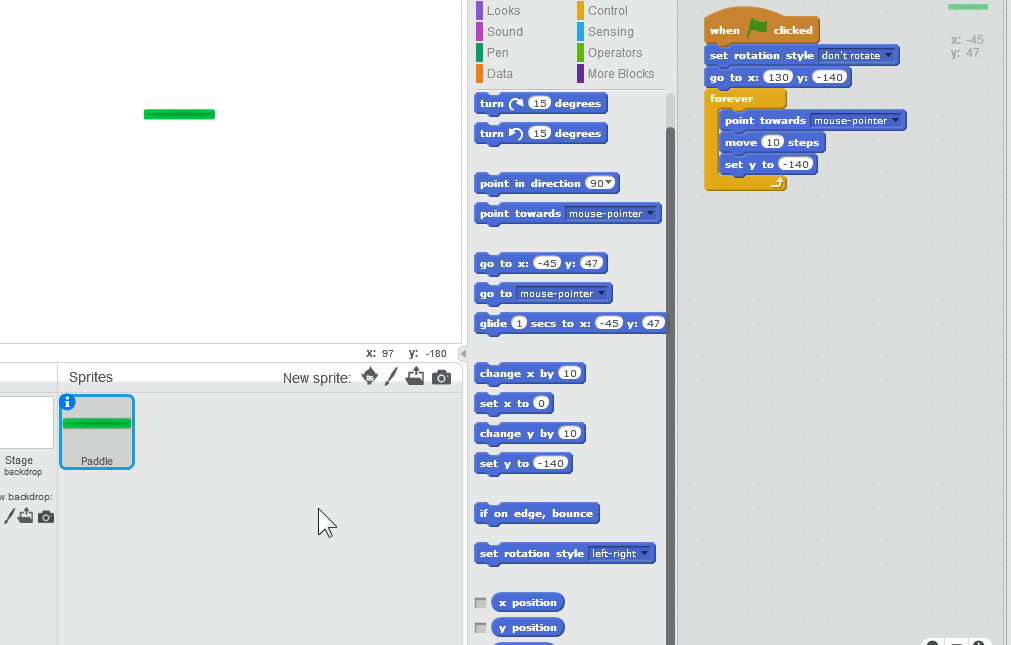 Looks
Control
Sound
Sensing
Pen
Operators
Data
More Blocks
turn 15 degrees
turn 15 degrees
point in direction 90
point towards mouse-pointer
go to x: -45 y: 47
go to mouse-pointer
glide 1 secs to x: -45 y: 47
change x by 10
set x to 0
change y by 10
set y to -140
if on edge, bounce
set rotation style left-right
x position
y position
when clicked
set rotation style don't rotate
go to x: 130 y: -140
forever
point towards mouse-pointer
move 10 steps
set y to -140
x: -45
y: 47
X: 97 y: -180
Sprites
New sprite:
i
Paddle
Stage
backdrop
w backdrop: